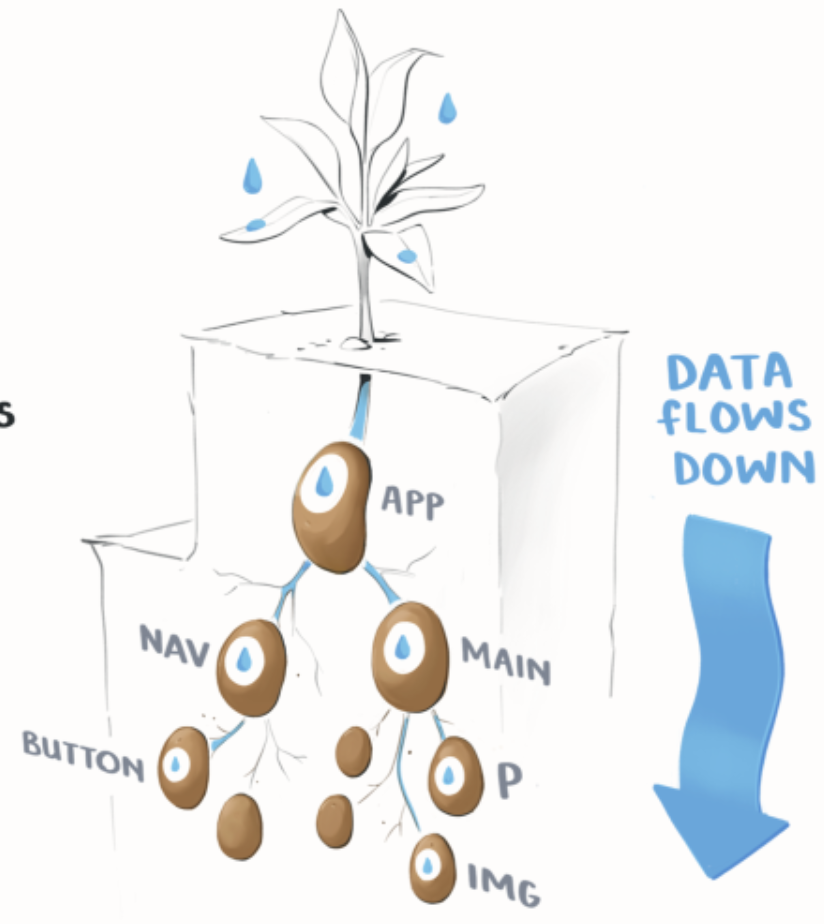 s
DATA
fLOWS
DOWN
APP
NAV
MAIN
BUTTON
P
IMG